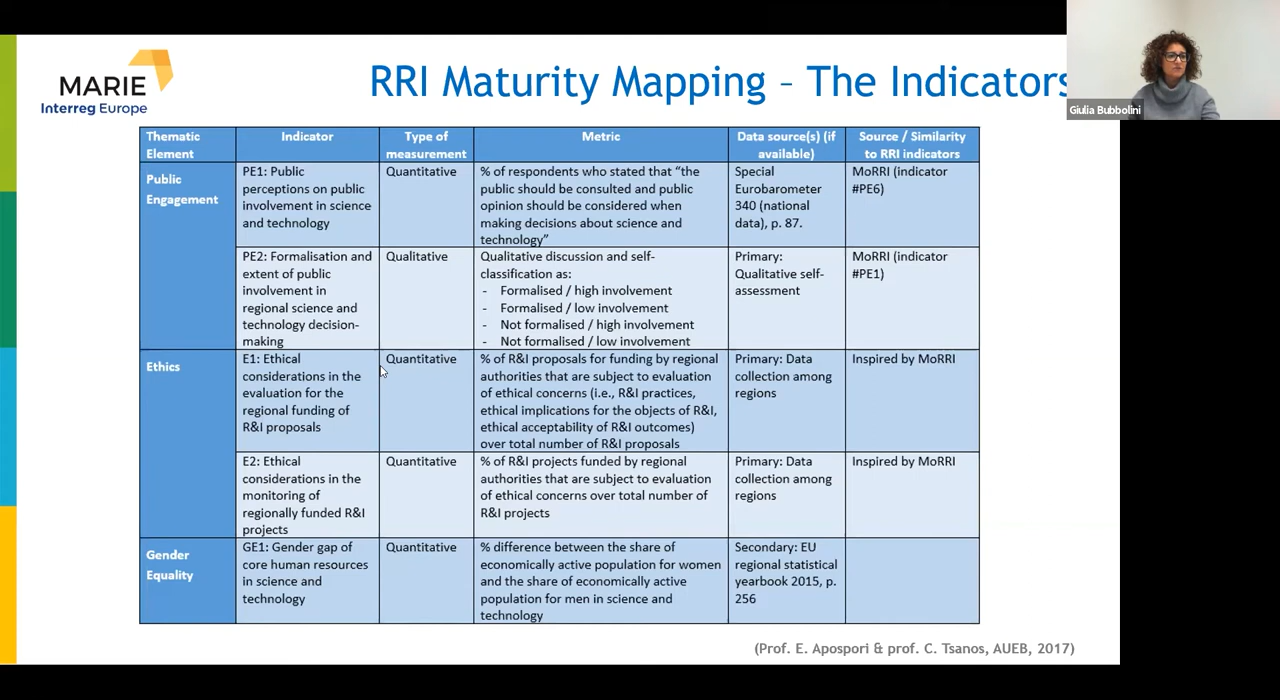 MARIE
Interreg Europe
RRI Maturity Mapping – The Indicators
Giulia Bubbolini
Thematic
Element
Indicator
Type of
measurement
Metric
Data source(s) (if
available)
Source / Similarity
to RRI indicators
Public
Engagement
PE1: Public
perceptions on public
involvement in science
and technology
Quantitative
% of respondents who stated that “the
public should be consulted and public
opinion should be considered when
making decisions about science and
technology”
Special
Eurobarometer
340 (national
data), p. 87.
MoRRI (indicator
#PE6)
PE2: Formalisation and
extent of public
involvement in
regional science and
technology decision-
making
Qualitative
Qualitative discussion and self-
classification as:
- Formalised / high involvement
- Formalised / low involvement
- Not formalised / high involvement
- Not formalised / low involvement
Primary:
Qualitative self-
assessment
MoRRI (indicator
#PE1)
Ethics
E1: Ethical
considerations in the
evaluation for the
regional funding of
R&I proposals
Quantitative
% of R&I proposals for funding by regional
authorities that are subject to evaluation
of ethical concerns (i.e., R&I practices,
ethical implications for the objects of R&I,
ethical acceptability of R&I outcomes)
over total number of R&I proposals
Primary: Data
collection among
regions
Inspired by MoRRI
E2: Ethical
considerations in the
monitoring of
regionally funded R&I
projects
Quantitative
% of R&I projects funded by regional
authorities that are subject to evaluation
of ethical concerns over total number of
R&I projects
Primary: Data
collection among
regions
Inspired by MoRRI
Gender
Equality
GE1: Gender gap of
core human resources
in science and
technology
Quantitative
% difference between the share of
economically active population for women
and the share of economically active
population for men in science and
technology
Secondary: EU
regional statistical
yearbook 2015, p.
256
(Prof. E. Apospori & prof. C. Tsanos, AUEB, 2017)